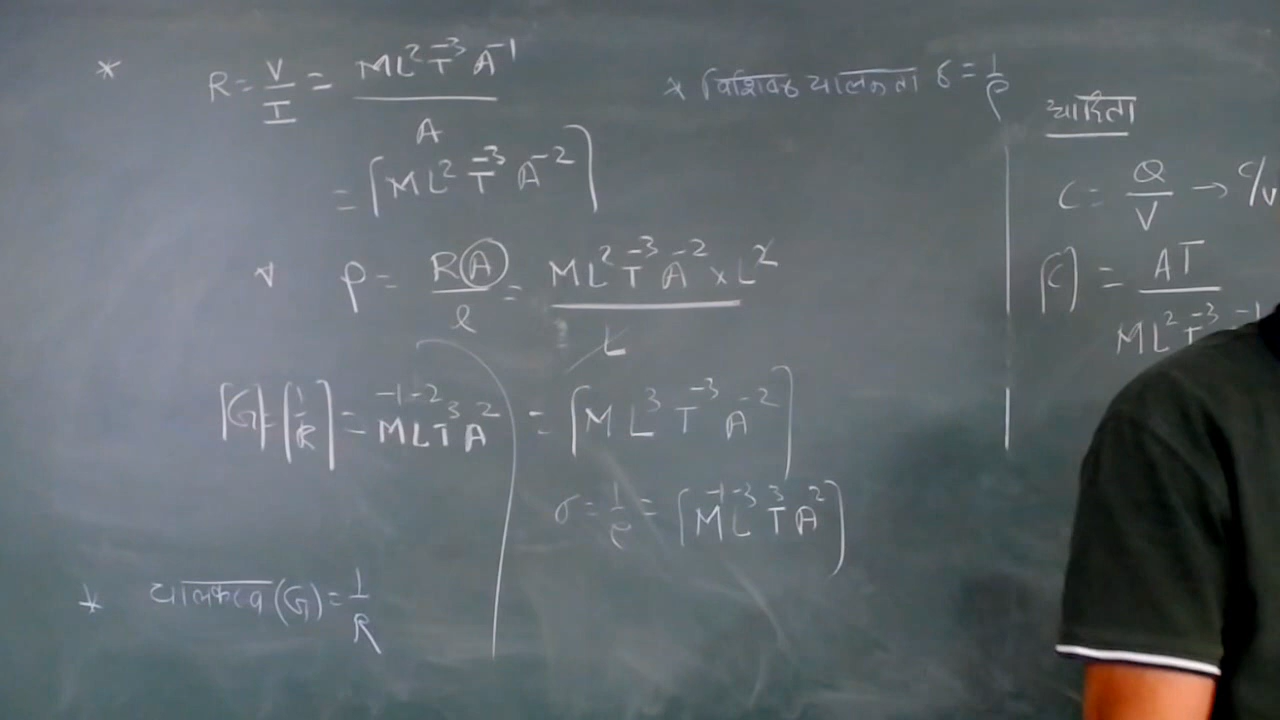 * R = V/I = ML²T⁻³A⁻¹/A
= [ML²T⁻³A⁻²]
ρ = RA/l = ML²T⁻³A⁻² × L²/L
= [ML³T⁻³A⁻²]
σ = 1/ρ = [M⁻¹L⁻³T³A²]
[G] = [1/R] = M⁻¹L⁻²T³A²
* चालकत्व (G) = 1/R
* विशिष्ट चालकता σ = 1/ρ
धारिता
C = Q/V → C/V
[C] = AT/ML²T⁻³ ⁻¹